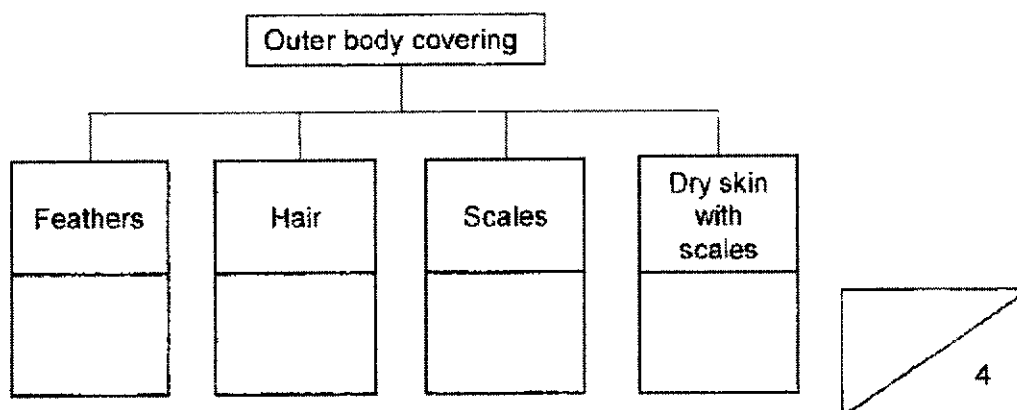 Outer body covering
Feathers
Hair
Scales
Dry skin
with
scales
4